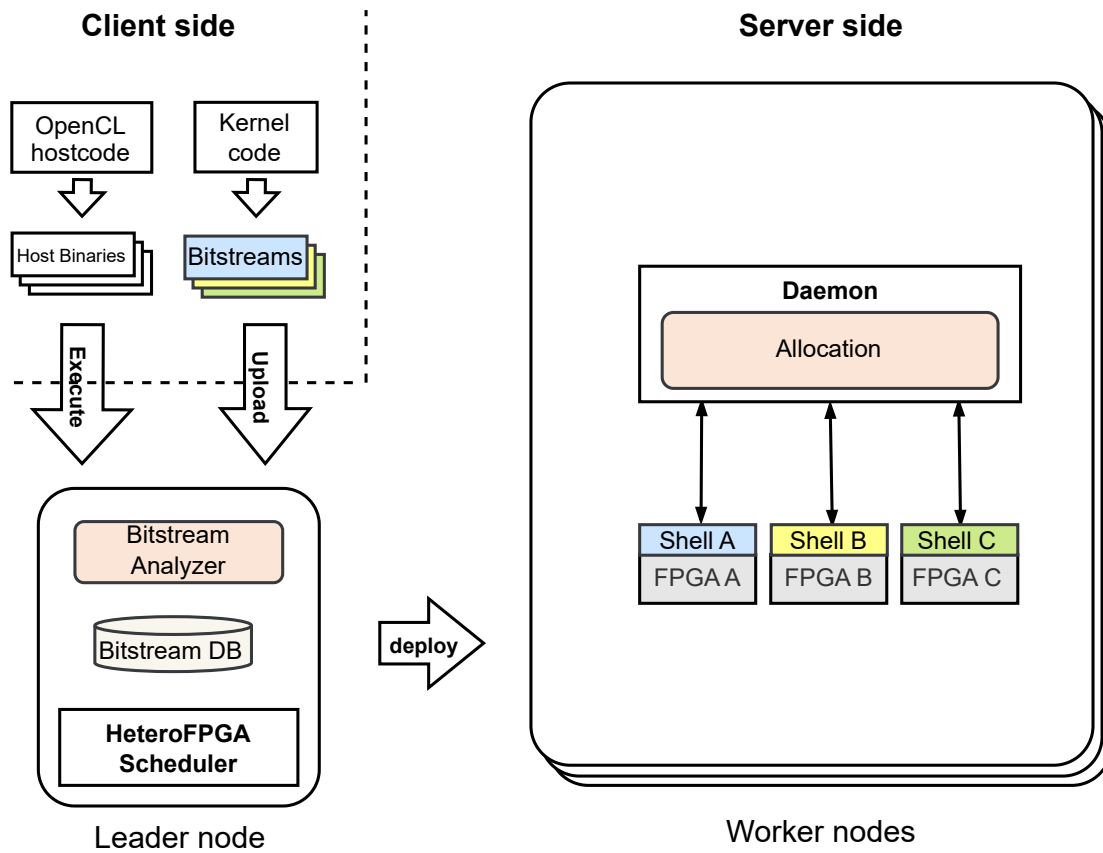 Client side
Server side
OpenCL
hostcode
Kernel
code
Host Binaries
Bitstreams
Execute
Upload
Bitstream
Analyzer
Bitstream DB
HeteroFPGA
Scheduler
Leader node
deploy
Daemon
Allocation
Shell A
FPGA A
Shell B
FPGA B
Shell C
FPGA C
Worker nodes